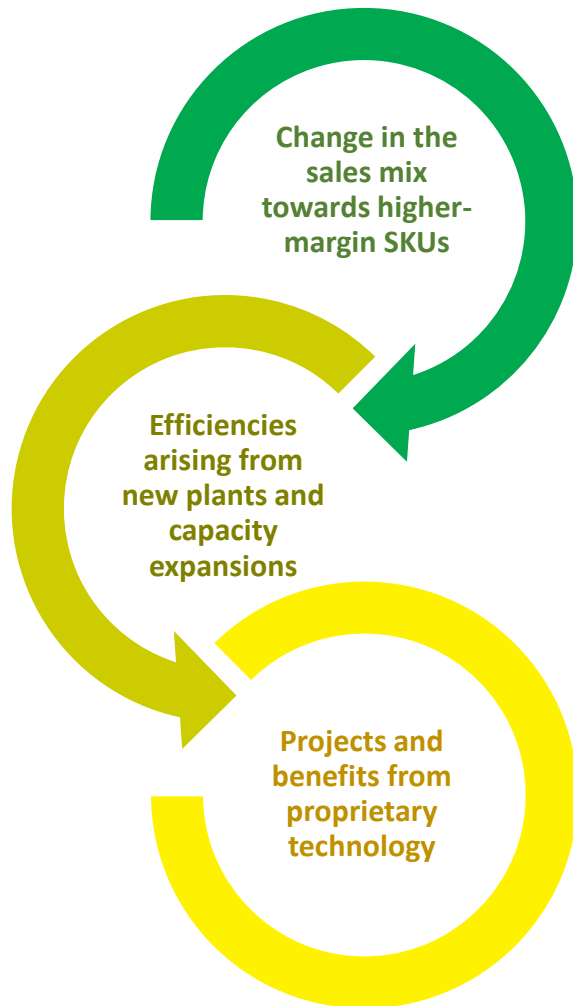 Change in the
sales mix
towards higher-
margin SKUs
Efficiencies
arising from
new plants and
capacity
expansions
Projects and
benefits from
proprietary
technology